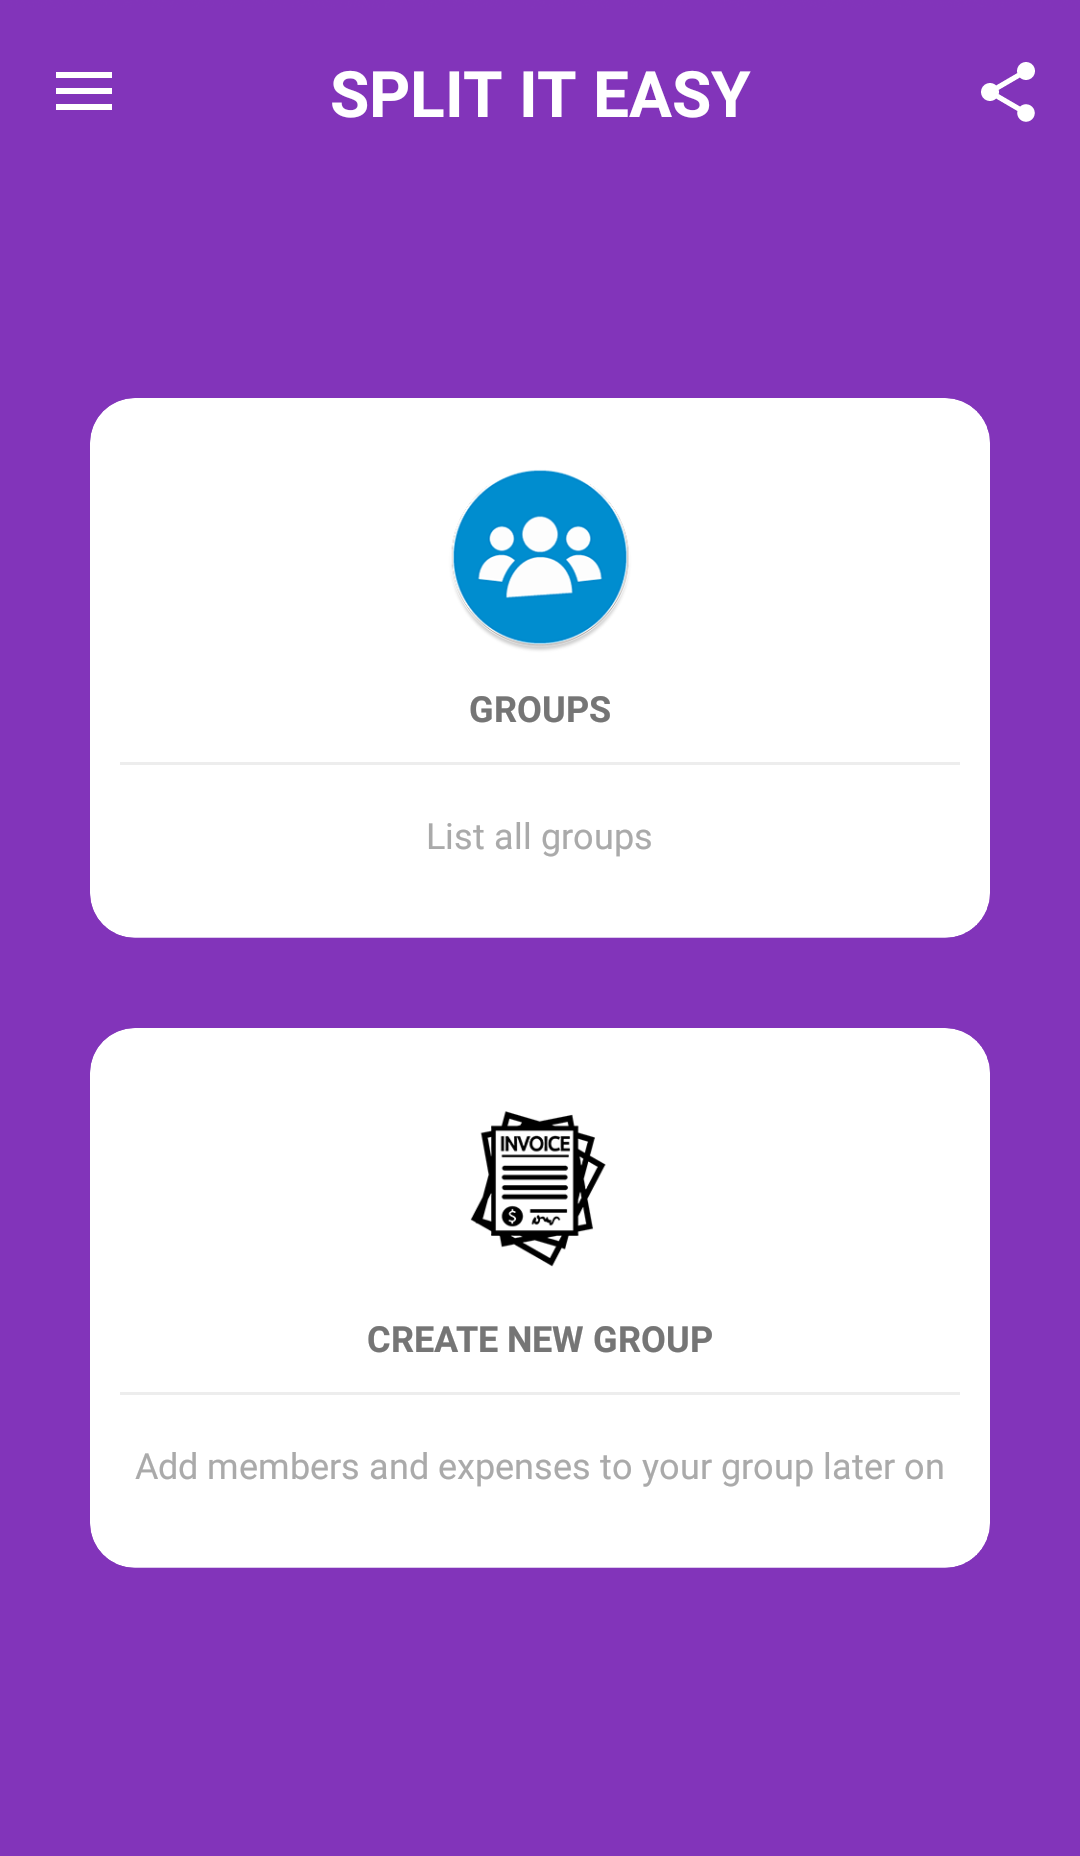 SPLIT IT EASY
GROUPS
List all groups
INVOICE
$
CREATE NEW GROUP
Add members and expenses to your group later on